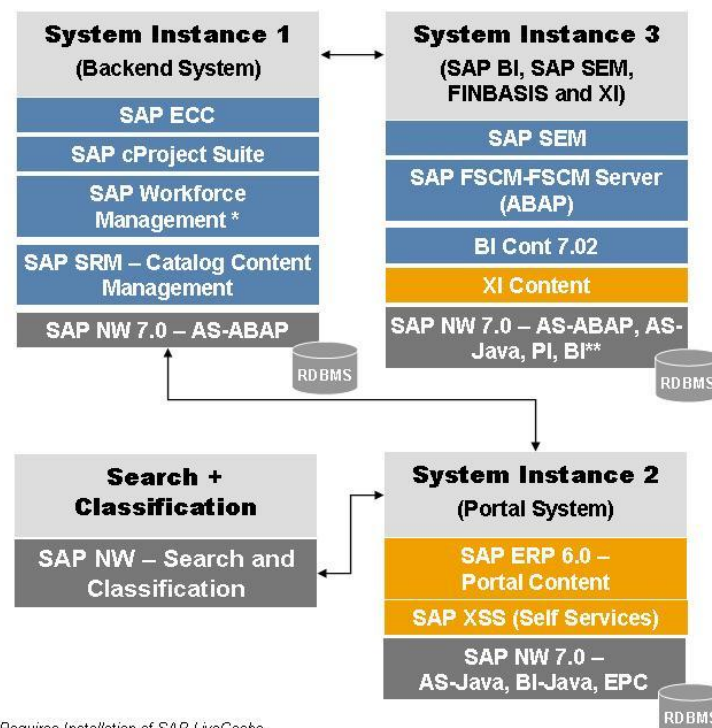 System Instance 1
(Backend System)
SAP ECC
SAP cProject Suite
SAP Workforce
Management *
SAP SRM – Catalog Content
Management
SAP NW 7.0 – AS-ABAP
RDBMS
System Instance 3
(SAP BI, SAP SEM,
FINBASIS and XI)
SAP SEM
SAP FSCM-FSCM Server
(ABAP)
BI Cont 7.02
XI Content
SAP NW 7.0 – AS-ABAP, AS-
Java, PI, BI**
RDBMS
Search +
Classification
SAP NW – Search and
Classification
System Instance 2
(Portal System)
SAP ERP 6.0 –
Portal Content
SAP XSS (Self Services)
SAP NW 7.0 –
AS-Java, BI-Java, EPC
RDBMS
Requires Installation of SAP LiveCache